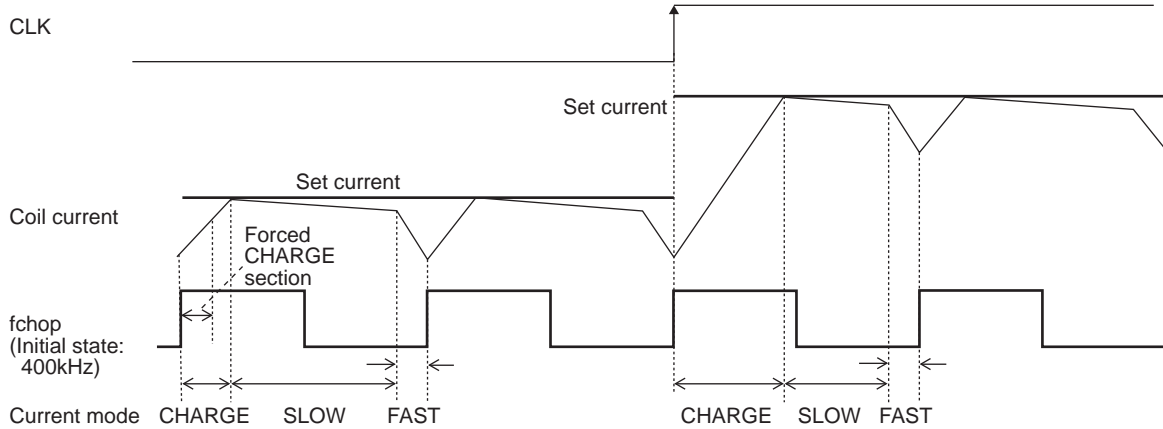 CLK
Set current
Set current
Coil current
Forced
CHARGE
section
fchop
(Initial state:
400kHz)
Current mode CHARGE SLOW FAST CHARGE SLOW FAST